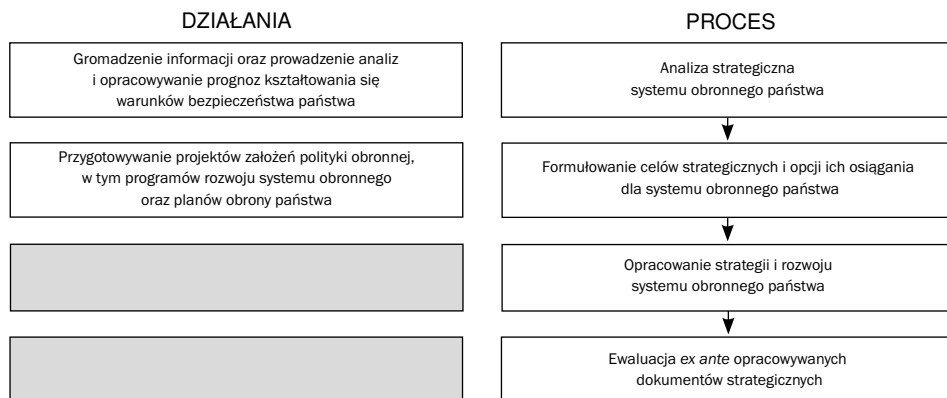 DZIAŁANIA
Gromadzenie informacji oraz prowadzenie analiz
i opracowywanie prognoz kształtowania się
warunków bezpieczeństwa państwa
Przygotowywanie projektów założeń polityki obronnej,
w tym programów rozwoju systemu obronnego
oraz planów obrony państwa
PROCES
Analiza strategiczna
systemu obronnego państwa
Formułowanie celów strategicznych i opcji ich osiągania
dla systemu obronnego państwa
Opracowanie strategii i rozwoju
systemu obronnego państwa
Ewaluacja ex ante opracowywanych
dokumentów strategicznych